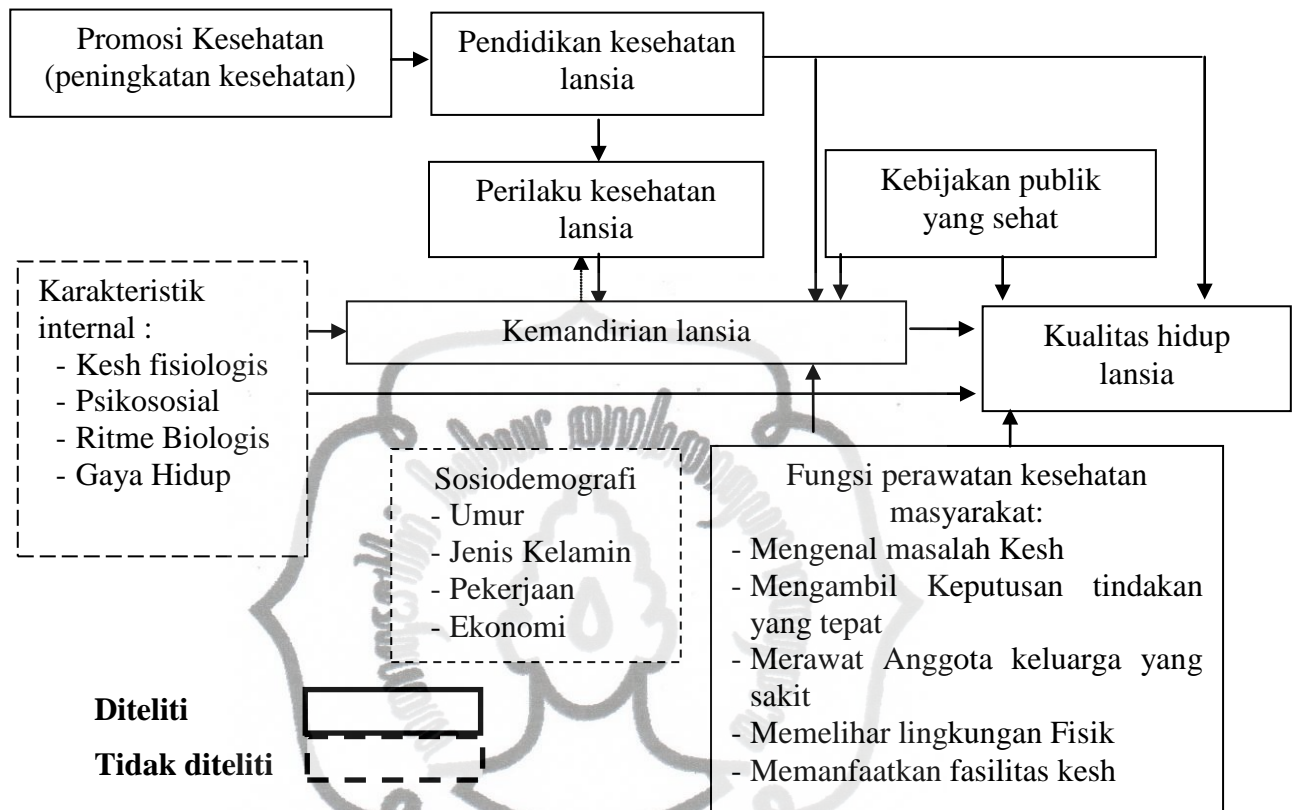 Promosi Kesehatan
(peningkatan kesehatan)
Pendidikan kesehatan
lansia
Perilaku kesehatan
lansia
Kebijakan publik
yang sehat
Karakteristik
internal :
- Kesh fisiologis
- Psikososial
- Ritme Biologis
- Gaya Hidup
Kemandirian lansia
Kualitas hidup
lansia
Sosiodemografi
- Umur
- Jenis Kelamin
- Pekerjaan
- Ekonomi
Fungsi perawatan kesehatan
masyarakat:
- Mengenal masalah Kesh
- Mengambil Keputusan tindakan
yang tepat
- Merawat Anggota keluarga yang
sakit
- Memelihar lingkungan Fisik
- Memanfaatkan fasilitas kesh
Diteliti
Tidak diteliti